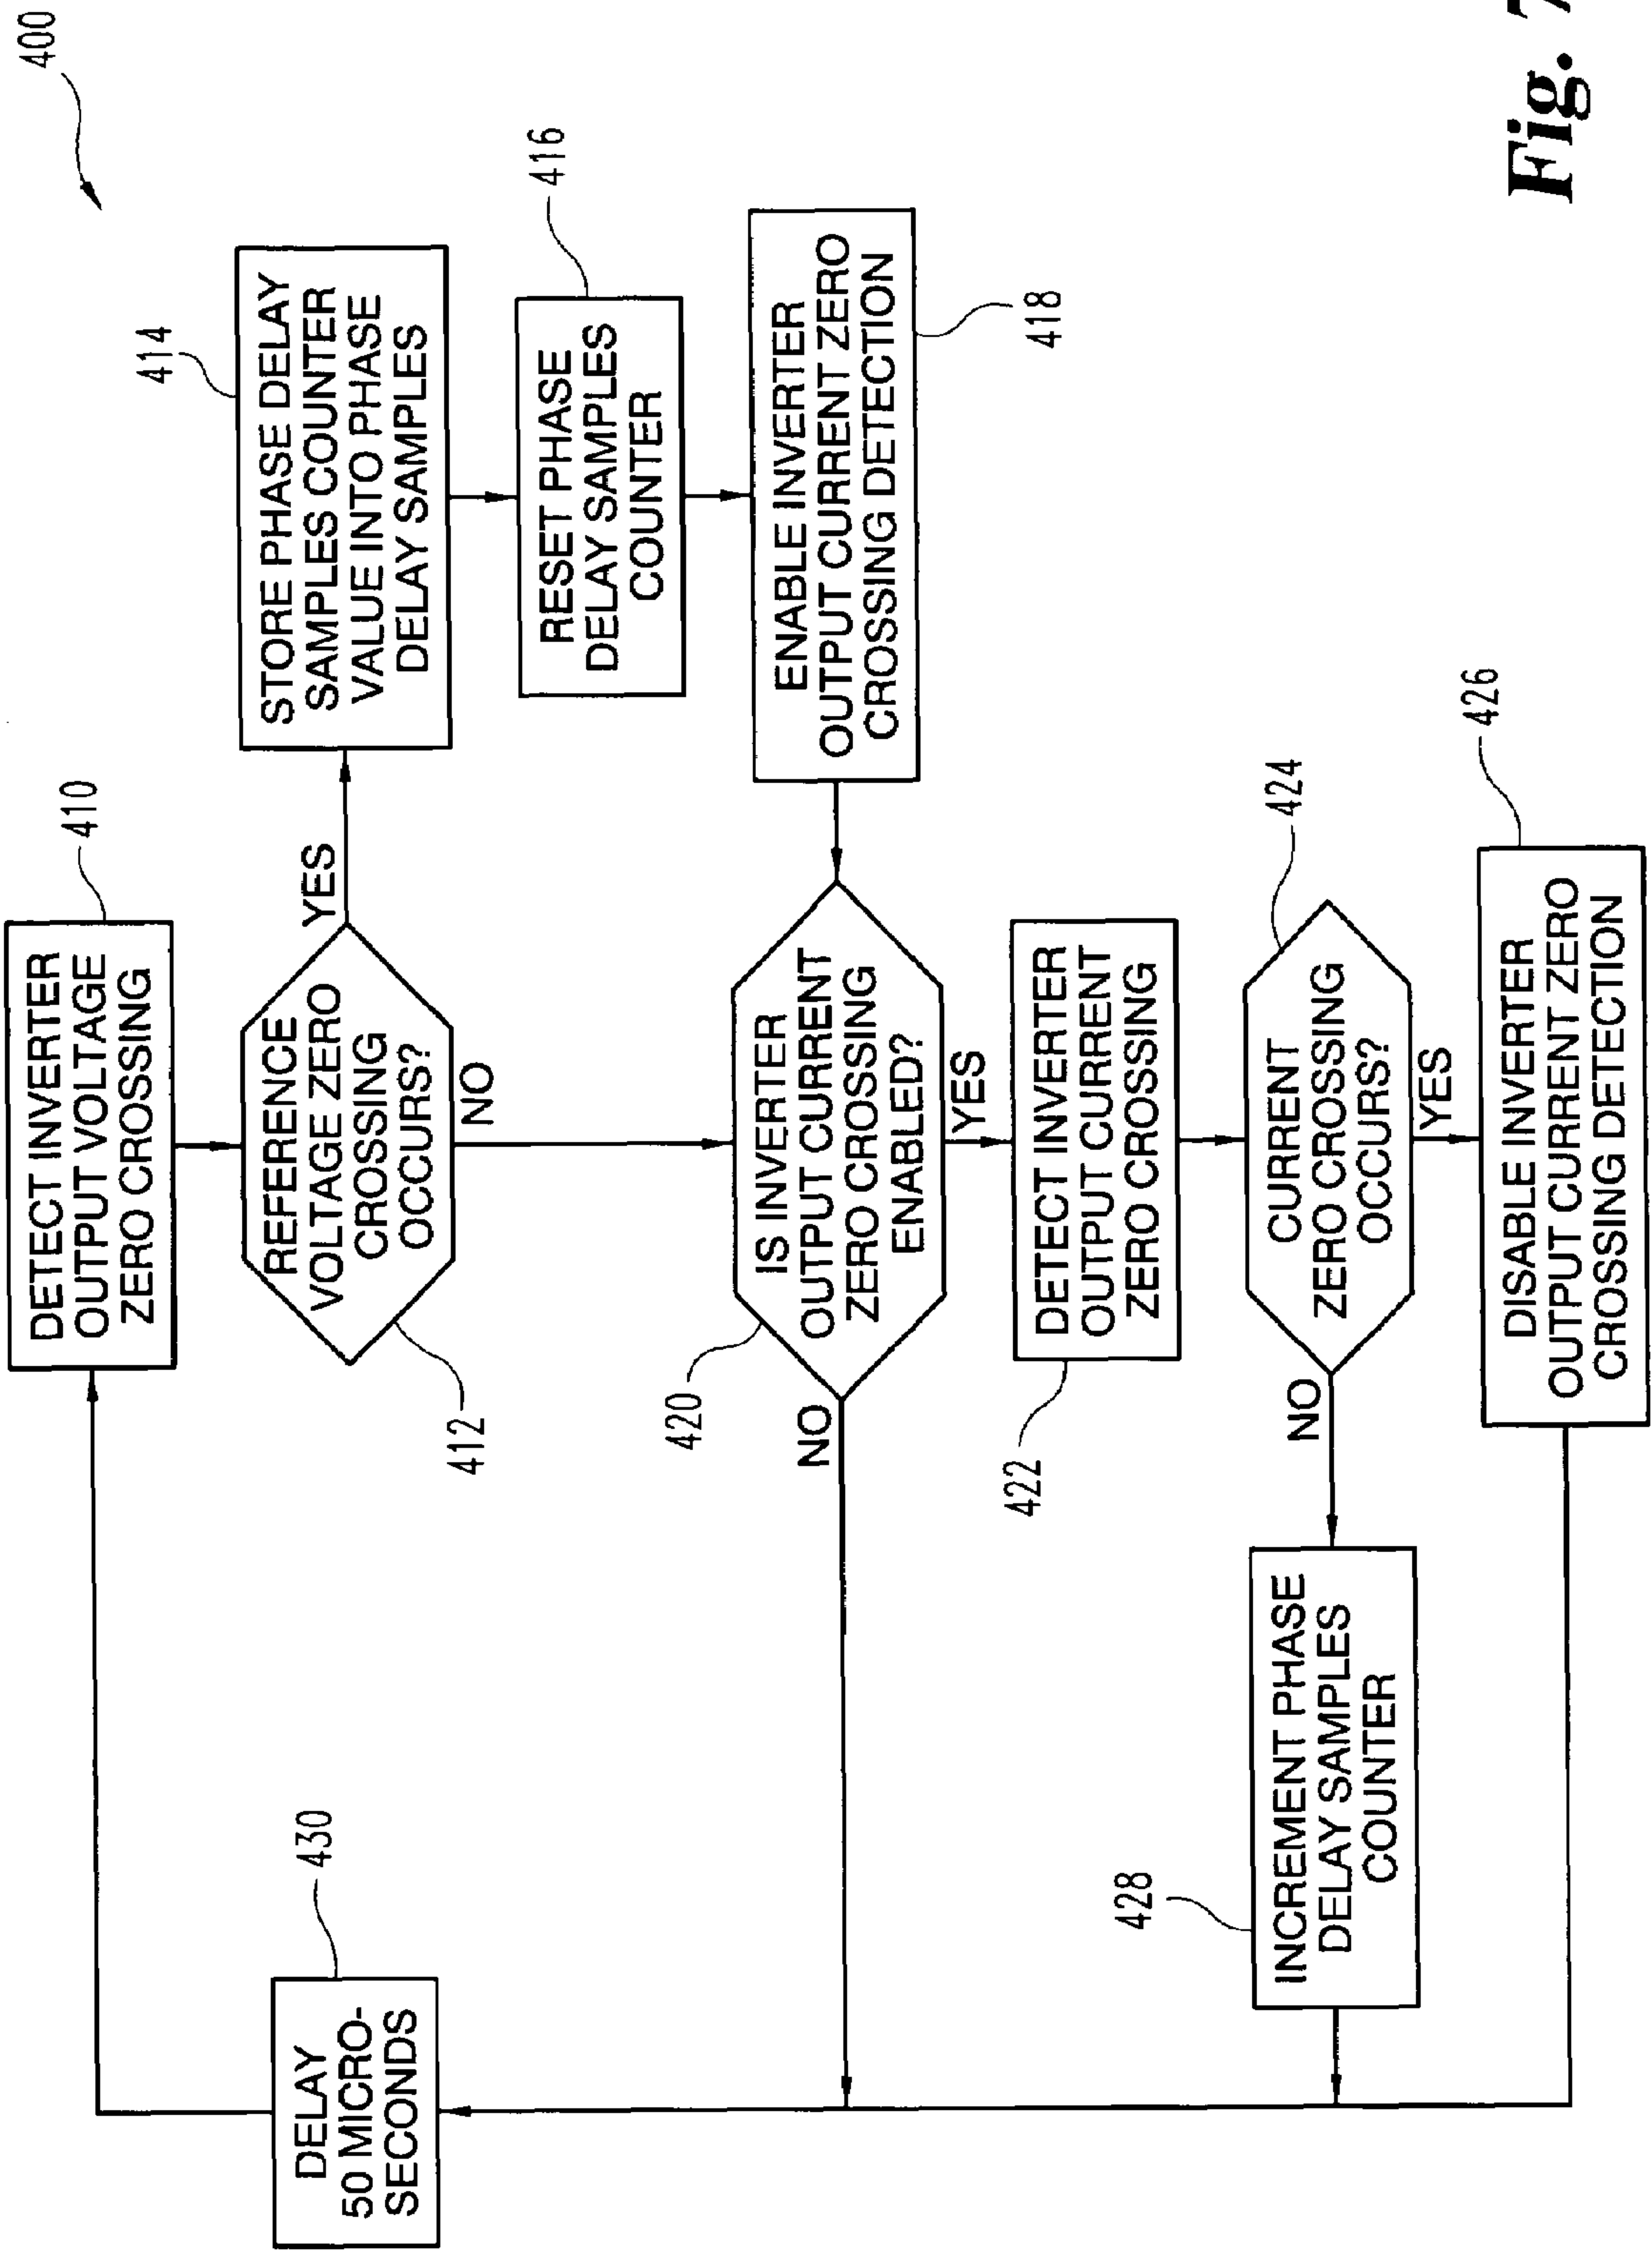 400
410
DETECT INVERTER
OUTPUT VOLTAGE
ZERO CROSSING
412
REFERENCE
VOLTAGE ZERO
CROSSING
OCCURS?
YES
NO
414
STORE PHASE DELAY
SAMPLES COUNTER
VALUE INTO PHASE
DELAY SAMPLES
416
RESET PHASE
DELAY SAMPLES
COUNTER
418
ENABLE INVERTER
OUTPUT CURRENT ZERO
CROSSING DETECTION
420
IS INVERTER
OUTPUT CURRENT
ZERO CROSSING
ENABLED?
NO
YES
422
DETECT INVERTER
OUTPUT CURRENT
ZERO CROSSING
424
CURRENT
ZERO CROSSING
OCCURS?
NO
YES
426
DISABLE INVERTER
OUTPUT CURRENT ZERO
CROSSING DETECTION
428
INCREMENT PHASE
DELAY SAMPLES
COUNTER
430
DELAY
50 MICRO-
SECONDS
Fig. 7